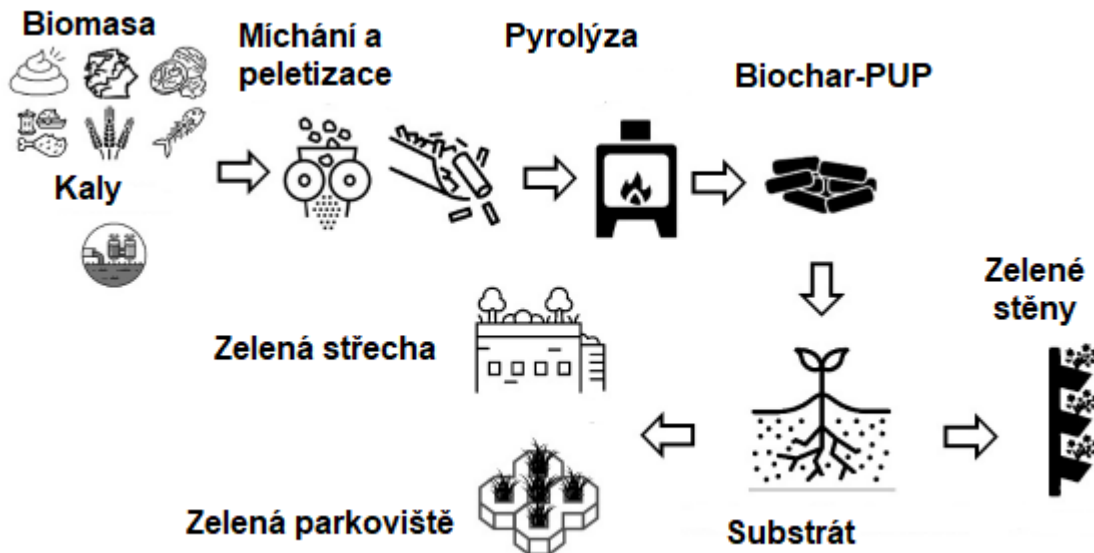 Biomasa
Míchání a
peletizace
Pyrolýza
Biochar-PUP
Kaly
Zelené
stěny
Zelená střecha
Zelená parkoviště
Substrát